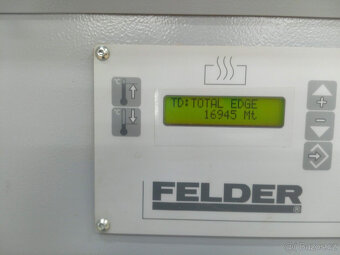 TD:TOTAL EDGE
16945 Mt
°C
°C
+
−
FELDER®